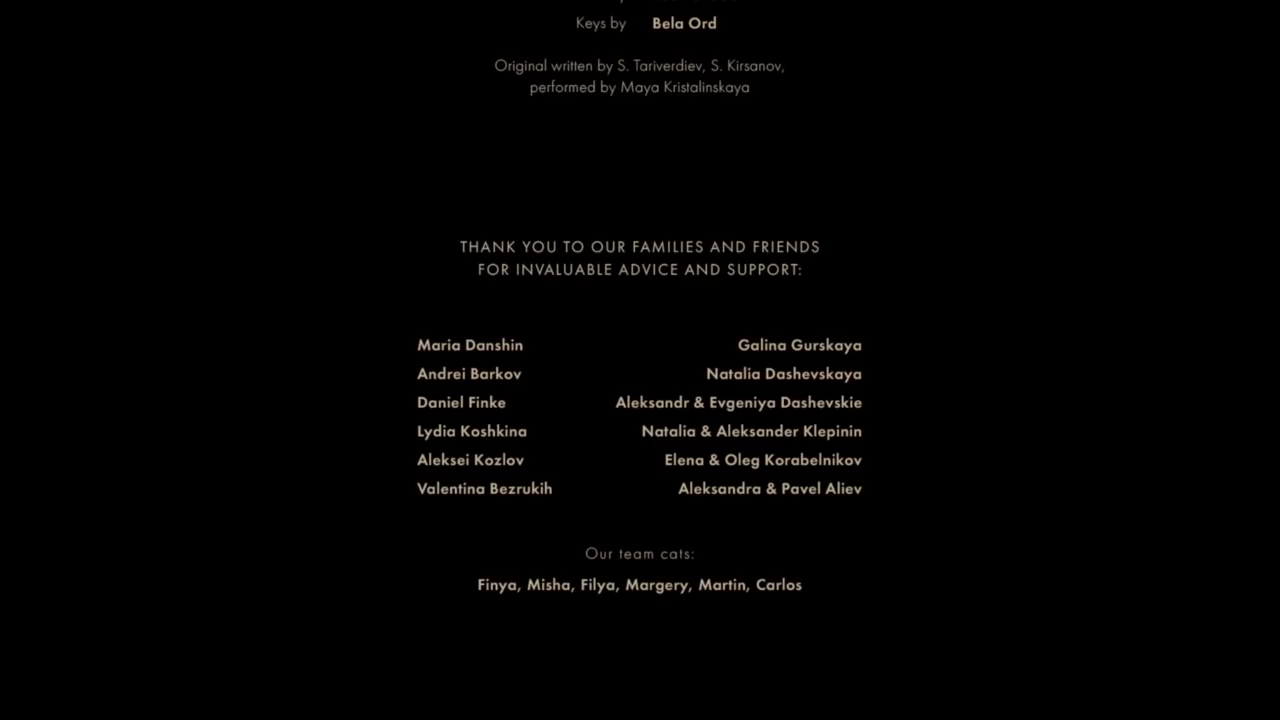 Keys by Bela Ord
Original written by S. Tariverdiev, S. Kirsanov,
performed by Maya Kristalinskaya
THANK YOU TO OUR FAMILIES AND FRIENDS
FOR INVALUABLE ADVICE AND SUPPORT:
Maria Danshin Galina Gurskaya
Andrei Barkov Natalia Dashevskaya
Daniel Finke Aleksandr & Evgeniya Dashevskie
Lydia Koshkina Natalia & Aleksander Klepinin
Aleksei Kozlov Elena & Oleg Korabelnikov
Valentina Bezrukih Aleksandra & Pavel Aliev
Our team cats:
Finya, Misha, Filya, Margery, Martin, Carlos